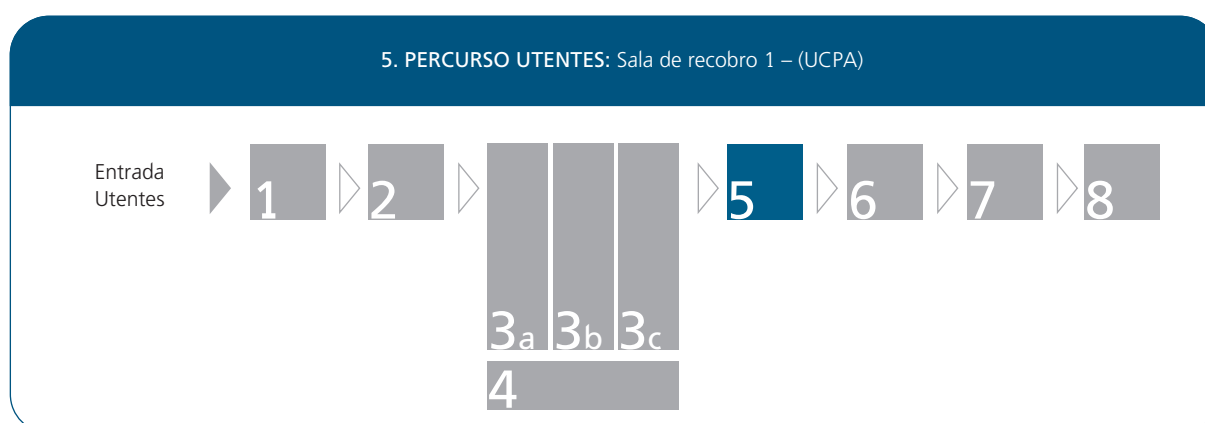 5. PERCURSO UTENTES: Sala de recobro 1 – (UCPA)
Entrada
Utentes
1
2
3a
3b
3c
4
5
6
7
8